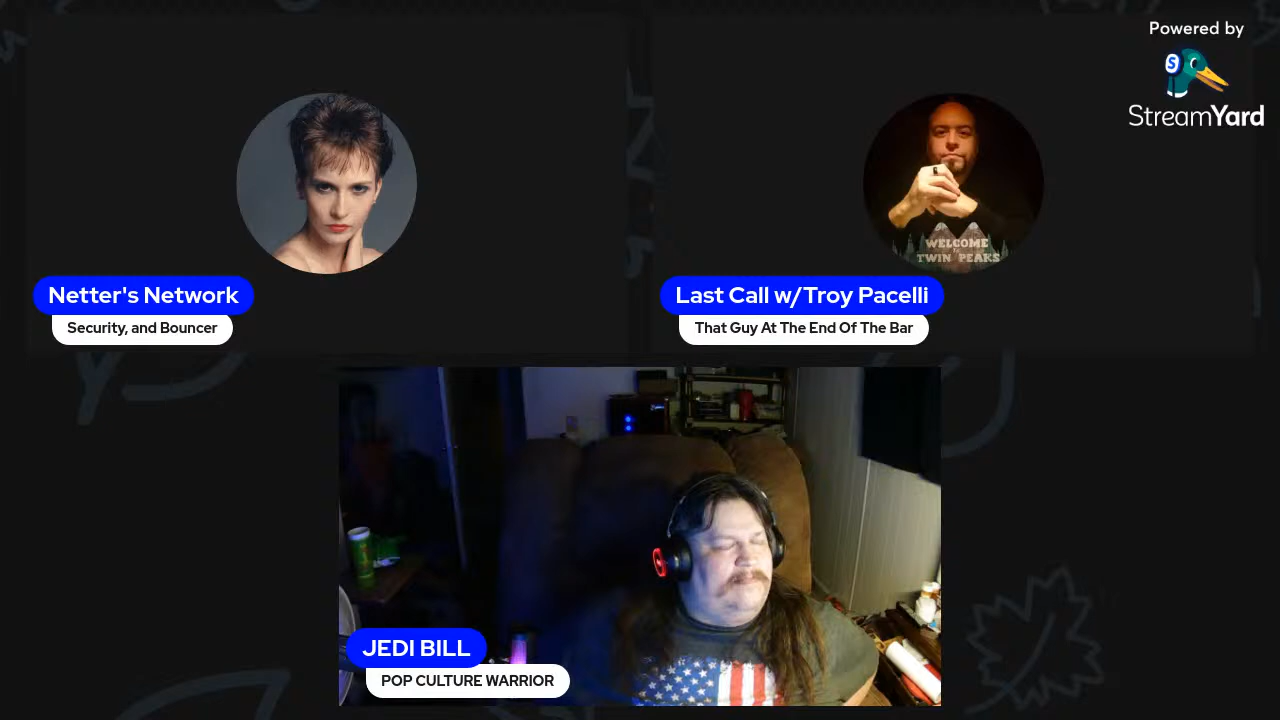 Powered by
StreamYard
WELCOME
TO
TWIN PEAKS
Netter's Network
Security, and Bouncer
Last Call w/Troy Pacelli
That Guy At The End Of The Bar
JEDI BILL
POP CULTURE WARRIOR